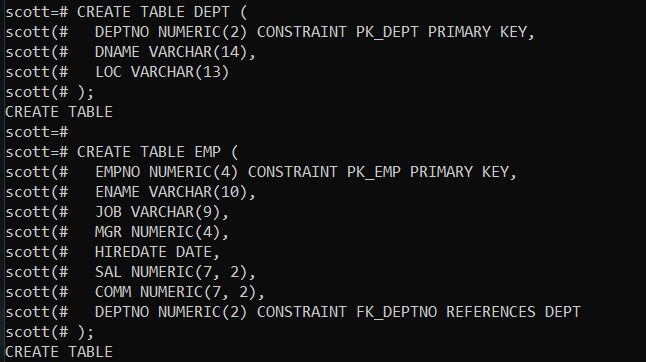 scott=# CREATE TABLE DEPT (
scott(#   DEPTNO NUMERIC(2) CONSTRAINT PK_DEPT PRIMARY KEY,
scott(#   DNAME VARCHAR(14),
scott(#   LOC VARCHAR(13)
scott(# );
CREATE TABLE
scott=#
scott=# CREATE TABLE EMP (
scott(#   EMPNO NUMERIC(4) CONSTRAINT PK_EMP PRIMARY KEY,
scott(#   ENAME VARCHAR(10),
scott(#   JOB VARCHAR(9),
scott(#   MGR NUMERIC(4),
scott(#   HIREDATE DATE,
scott(#   SAL NUMERIC(7, 2),
scott(#   COMM NUMERIC(7, 2),
scott(#   DEPTNO NUMERIC(2) CONSTRAINT FK_DEPTNO REFERENCES DEPT
scott(# );
CREATE TABLE